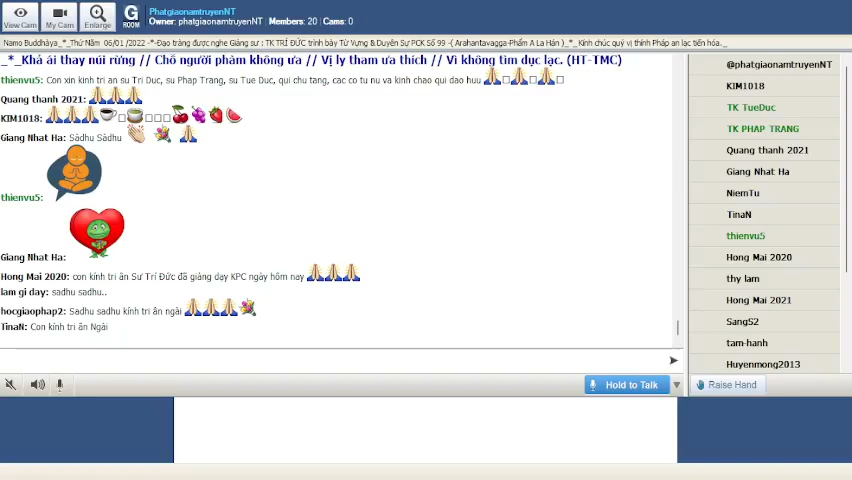 View Cam
My Cam
Enlarge
G
ROOM
PhatgiaonamtruyenNT
Owner: phatgiaonamtruyenNT Members: 20 Cams: 0
Namo Buddhàya _*_Thứ Năm 06/01 /2022 -*-Đạo tràng được nghe Giảng sư : TK TRÍ ĐỨC trình bày Từ Vựng & Duyên Sự PCK Số 99 -( Arahantavagga-Phẩm A La Hán )_*_ Kính chúc quý vị thính Pháp an lạc tiến hóa._
_*_ Khả ái thay núi rừng // Chỗ người phàm không ưa // Vị ly tham ưa thích // Vì không tìm dục lạc. (HT-TMC)
thienvu5: Con xin kinh tri an su Tri Duc, su Phap Trang, su Tue Duc, qui chu tang, cac co tu nu va kinh chao qui dao huu
Quang thanh 2021:
KIM1018:
Giang Nhat Ha: Sàdhu Sàdhu
thienvu5:
Giang Nhat Ha:
Hong Mai 2020: con kính tri ân Sư Trí Đức đã giảng dạy KPC ngày hôm nay
lam gi day: sadhu sadhu..
hocgiaophap2: Sadhu sadhu kính tri ân ngài
TinaN: Con kính tri ân Ngài
Hold to Talk
@phatgiaonamtruyenNT
KIM1018
TK TueDuc
TK PHAP TRANG
Quang thanh 2021
Giang Nhat Ha
NiemTu
TinaN
thienvu5
Hong Mai 2020
thy lam
Hong Mai 2021
SangS2
tam-hanh
Huyenmong2013
Raise Hand